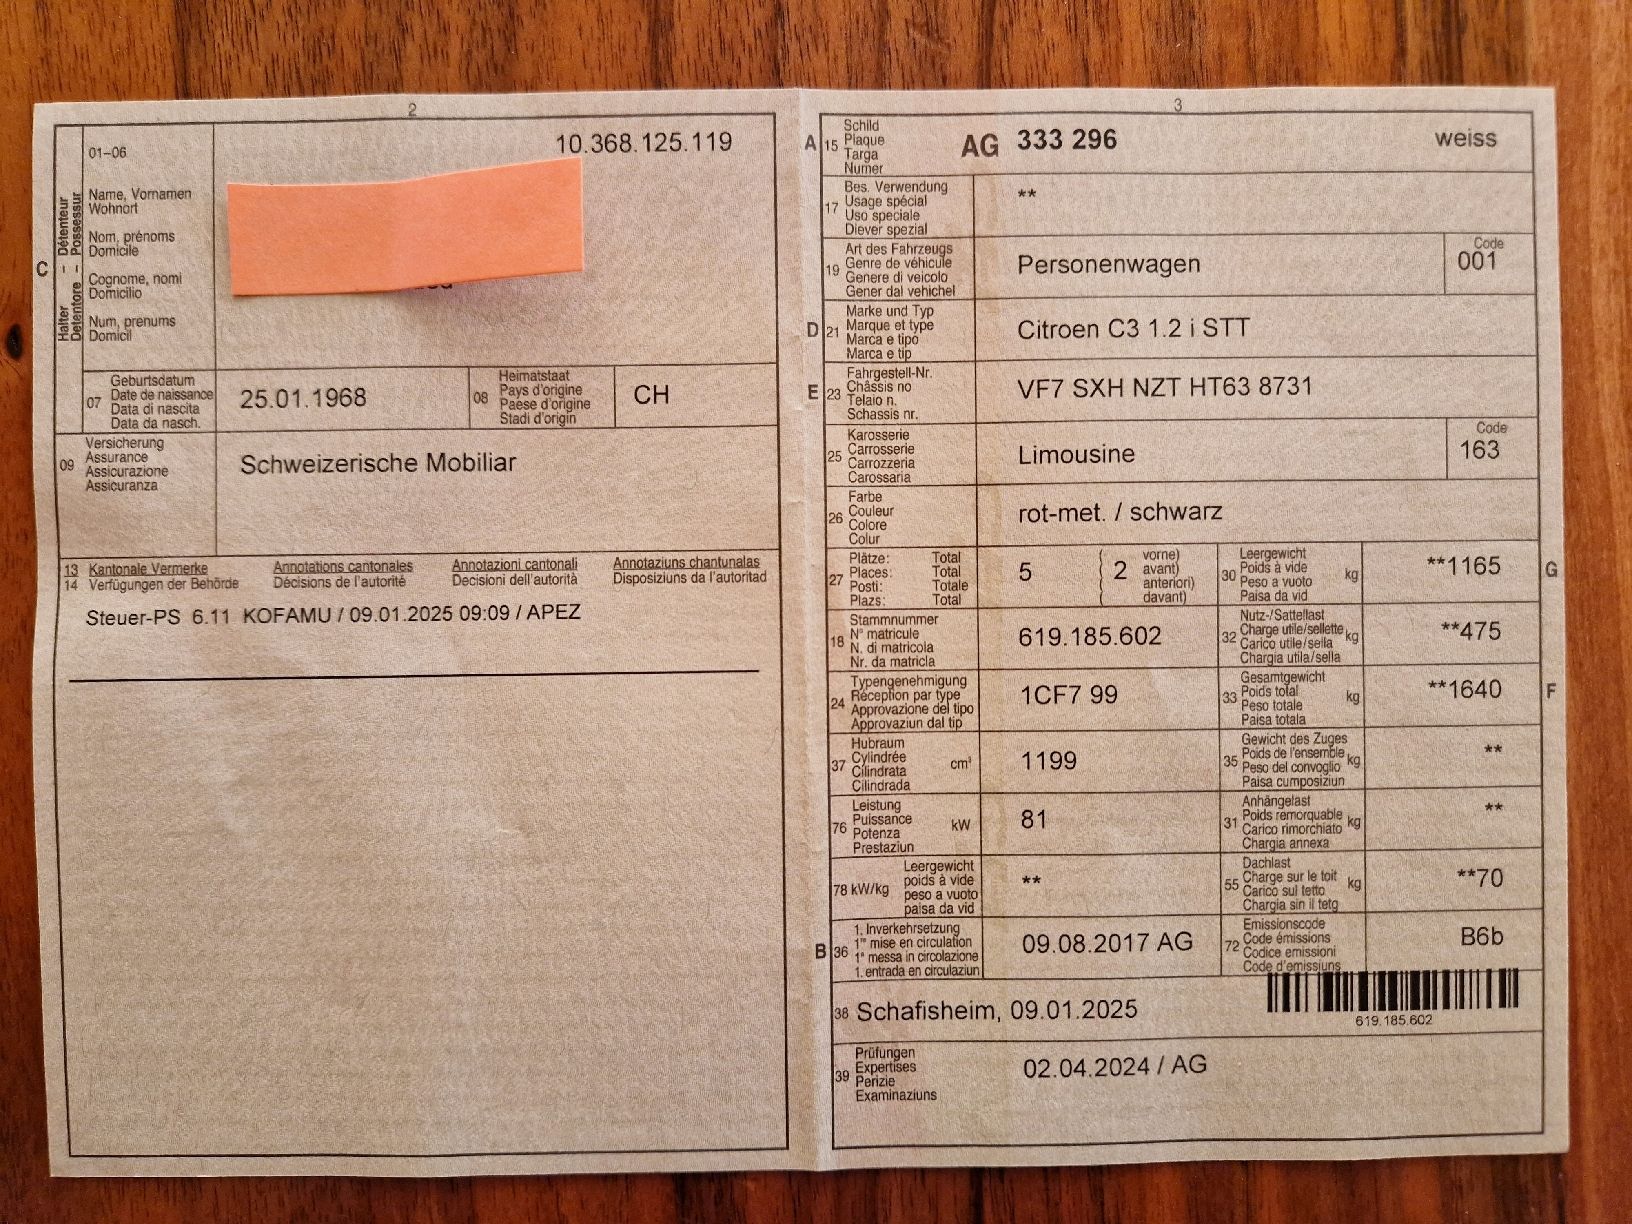 2
01–06
10.368.125.119
C
Halter – Détenteur
Detentore – Possessur
Name, Vornamen
Wohnort
Nom, prénoms
Domicile
Cognome, nomi
Domicilio
Num, prenums
Domicil
07
Geburtsdatum
Date de naissance
Data di nascita
Data da nasch.
25.01.1968
08
Heimatstaat
Pays d'origine
Paese d'origine
Stadi d'origin
CH
09
Versicherung
Assurance
Assicurazione
Assicuranza
Schweizerische Mobiliar
13 Kantonale Vermerke Annotations cantonales Annotazioni cantonali Annotaziuns chantunalas
14 Verfügungen der Behörde Décisions de l'autorité Decisioni dell'autorità Disposiziuns da l'autoritad
Steuer-PS 6.11 KOFAMU / 09.01.2025 09:09 / APEZ
3
A
15
Schild
Plaque
Targa
Numer
AG 333 296 weiss
17
Bes. Verwendung
Usage spécial
Uso speciale
Diever spezial
**
19
Art des Fahrzeugs
Genre de véhicule
Genere di veicolo
Gener dal vehichel
Personenwagen
Code
001
D
21
Marke und Typ
Marque et type
Marca e tipo
Marca e tip
Citroen C3 1.2 i STT
E
23
Fahrgestell-Nr.
Châssis no
Telaio n.
Schassis nr.
VF7 SXH NZT HT63 8731
25
Karosserie
Carrosserie
Carrozzeria
Carossaria
Limousine
Code
163
26
Farbe
Couleur
Colore
Colur
rot-met. / schwarz
27
Plätze: Total
Places: Total
Posti: Totale
Plazs: Total
5
( vorne)
( avant)
2
( anteriori)
( davant)
30
Leergewicht
Poids à vide
Peso a vuoto
Paisa da vid
kg
**1165
G
18
Stammnummer
N° matricule
N. di matricola
Nr. da matricla
619.185.602
32
Nutz-/Sattellast
Charge utile/sellette
Carico utile/sella
Chargia utila/sella
kg
**475
24
Typengenehmigung
Réception par type
Approvazione del tipo
Approvaziun dal tip
1CF7 99
33
Gesamtgewicht
Poids total
Peso totale
Paisa totala
kg
**1640
F
37
Hubraum
Cylindrée
Cilindrata
Cilindrada
cm³
1199
35
Gewicht des Zuges
Poids de l'ensemble
Peso del convoglio
Paisa cumposiziun
kg
**
76
Leistung
Puissance
Potenza
Prestaziun
kW
81
31
Anhängelast
Poids remorquable
Carico rimorchiato
Chargia annexa
kg
**
78 kW/kg
Leergewicht
poids à vide
peso a vuoto
paisa da vid
**
55
Dachlast
Charge sur le toit
Carico sul tetto
Chargia sin il tetg
kg
**70
B
36
1. Inverkehrsetzung
1re mise en circulation
1a messa in circolazione
1. entrada en circulaziun
09.08.2017 AG
72
Emissionscode
Code émissions
Codice emissioni
Code d'emissiuns
B6b
38
Schafisheim, 09.01.2025
619.185.602
39
Prüfungen
Expertises
Perizie
Examinaziuns
02.04.2024 / AG